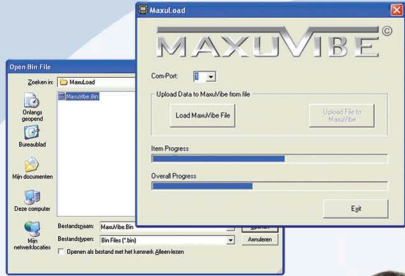 MaxuLoad
MAXUVIBE©
Com-Port:
Upload Data to MaxuVibe from file
Load MaxuVibe File
Upload File to MaxuVibe
Item Progress
Overall Progress
Exit
Open Bin File
Zoeken in:
MaxuLoad
MaxuVibe.Bin
Onlangs geopend
Bureaublad
Mijn documenten
Deze computer
Mijn netwerklocaties
Bestandsnaam:
MaxuVibe.Bin
Bestandstypen:
Bin Files (*.bin)
Annuleren
Openen als bestand met het kenmerk Alleen-lezen